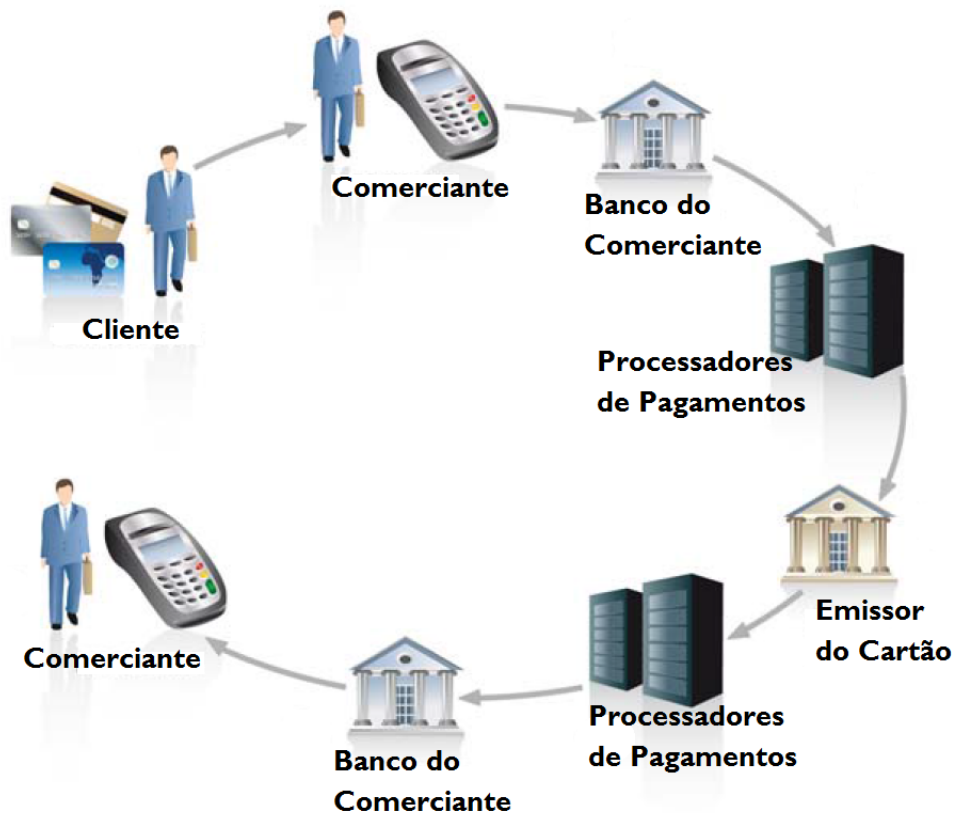 Comerciante
Banco do
Comerciante
Cliente
Processadores
de Pagamentos
Emissor
do Cartão
Processadores
de Pagamentos
Banco do
Comerciante
Comerciante